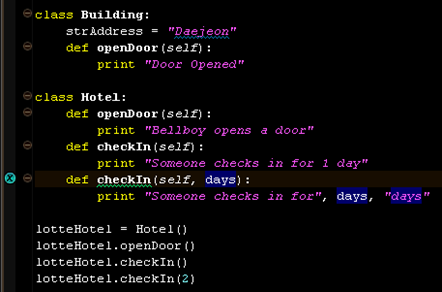 class Building:
    strAddress = "Daejeon"
    def openDoor(self):
        print "Door Opened"
class Hotel:
    def openDoor(self):
        print "Bellboy opens a door"
    def checkIn(self):
        print "Someone checks in for 1 day"
    def checkIn(self, days):
        print "Someone checks in for", days, "days"
lotteHotel = Hotel()
lotteHotel.openDoor()
lotteHotel.checkIn()
lotteHotel.checkIn(2)